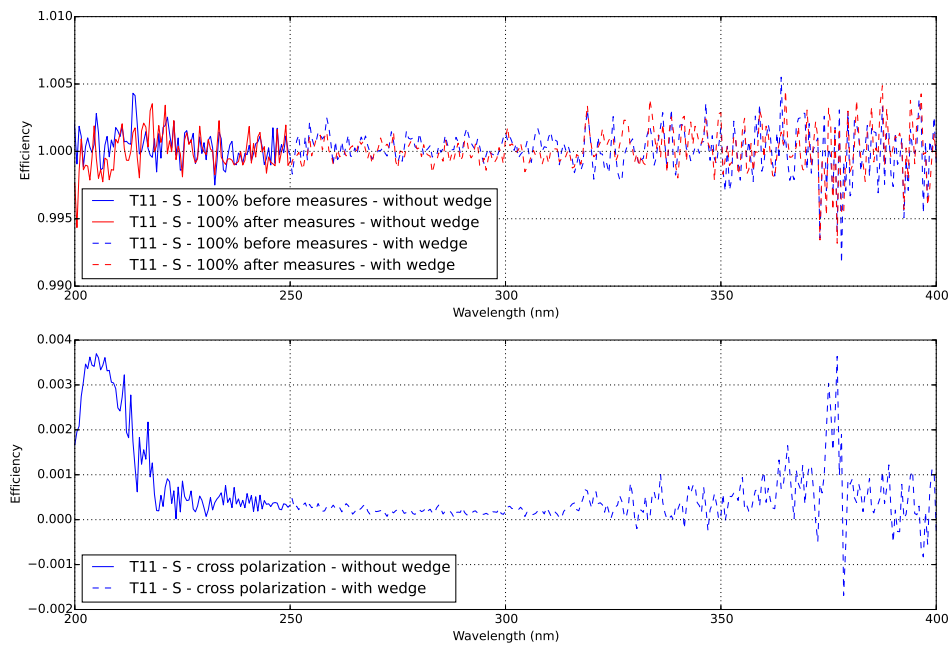 1.010
1.005
1.000
0.995
0.990
Efficiency
T11 - S - 100% before measures - without wedge
T11 - S - 100% after measures - without wedge
T11 - S - 100% before measures - with wedge
T11 - S - 100% after measures - with wedge
200 250 300 350 400
Wavelength (nm)
0.004
0.003
0.002
0.001
0.000
−0.001
−0.002
Efficiency
T11 - S - cross polarization - without wedge
T11 - S - cross polarization - with wedge
200 250 300 350 400
Wavelength (nm)